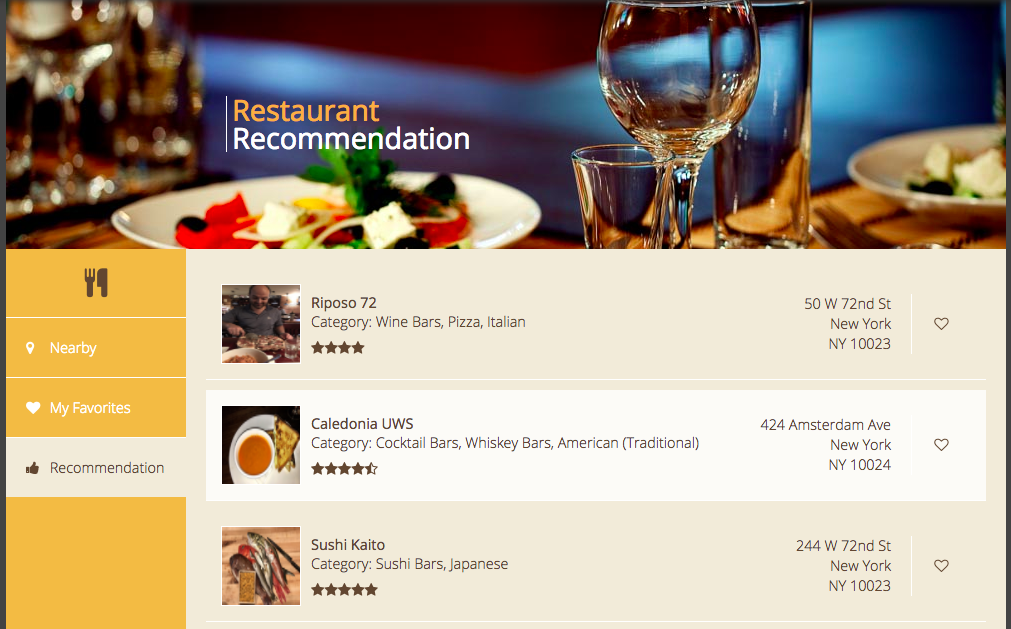 Restaurant
Recommendation
Nearby
My Favorites
Recommendation
Riposo 72
Category: Wine Bars, Pizza, Italian
50 W 72nd St
New York
NY 10023
Caledonia UWS
Category: Cocktail Bars, Whiskey Bars, American (Traditional)
424 Amsterdam Ave
New York
NY 10024
Sushi Kaito
Category: Sushi Bars, Japanese
244 W 72nd St
New York
NY 10023